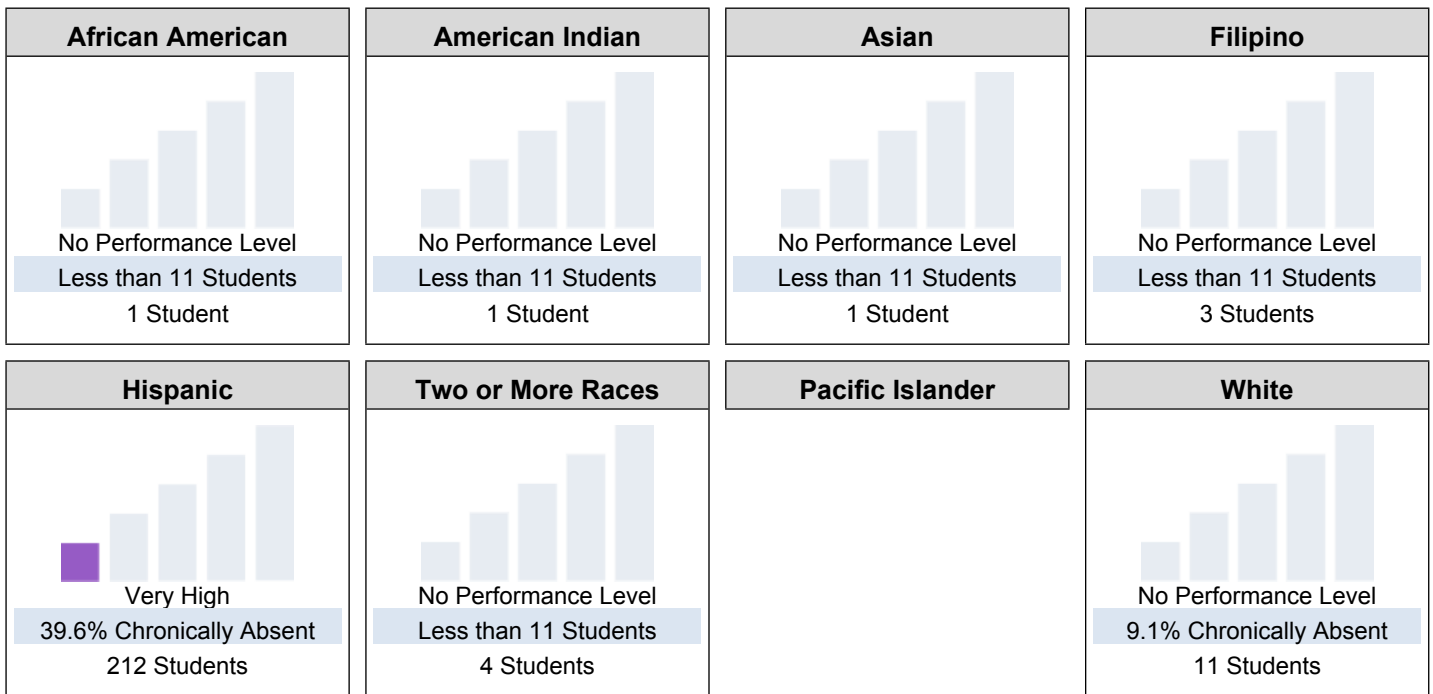 African American
No Performance Level
Less than 11 Students
1 Student
American Indian
No Performance Level
Less than 11 Students
1 Student
Asian
No Performance Level
Less than 11 Students
1 Student
Filipino
No Performance Level
Less than 11 Students
3 Students
Hispanic
Very High
39.6% Chronically Absent
212 Students
Two or More Races
No Performance Level
Less than 11 Students
4 Students
Pacific Islander
White
No Performance Level
9.1% Chronically Absent
11 Students